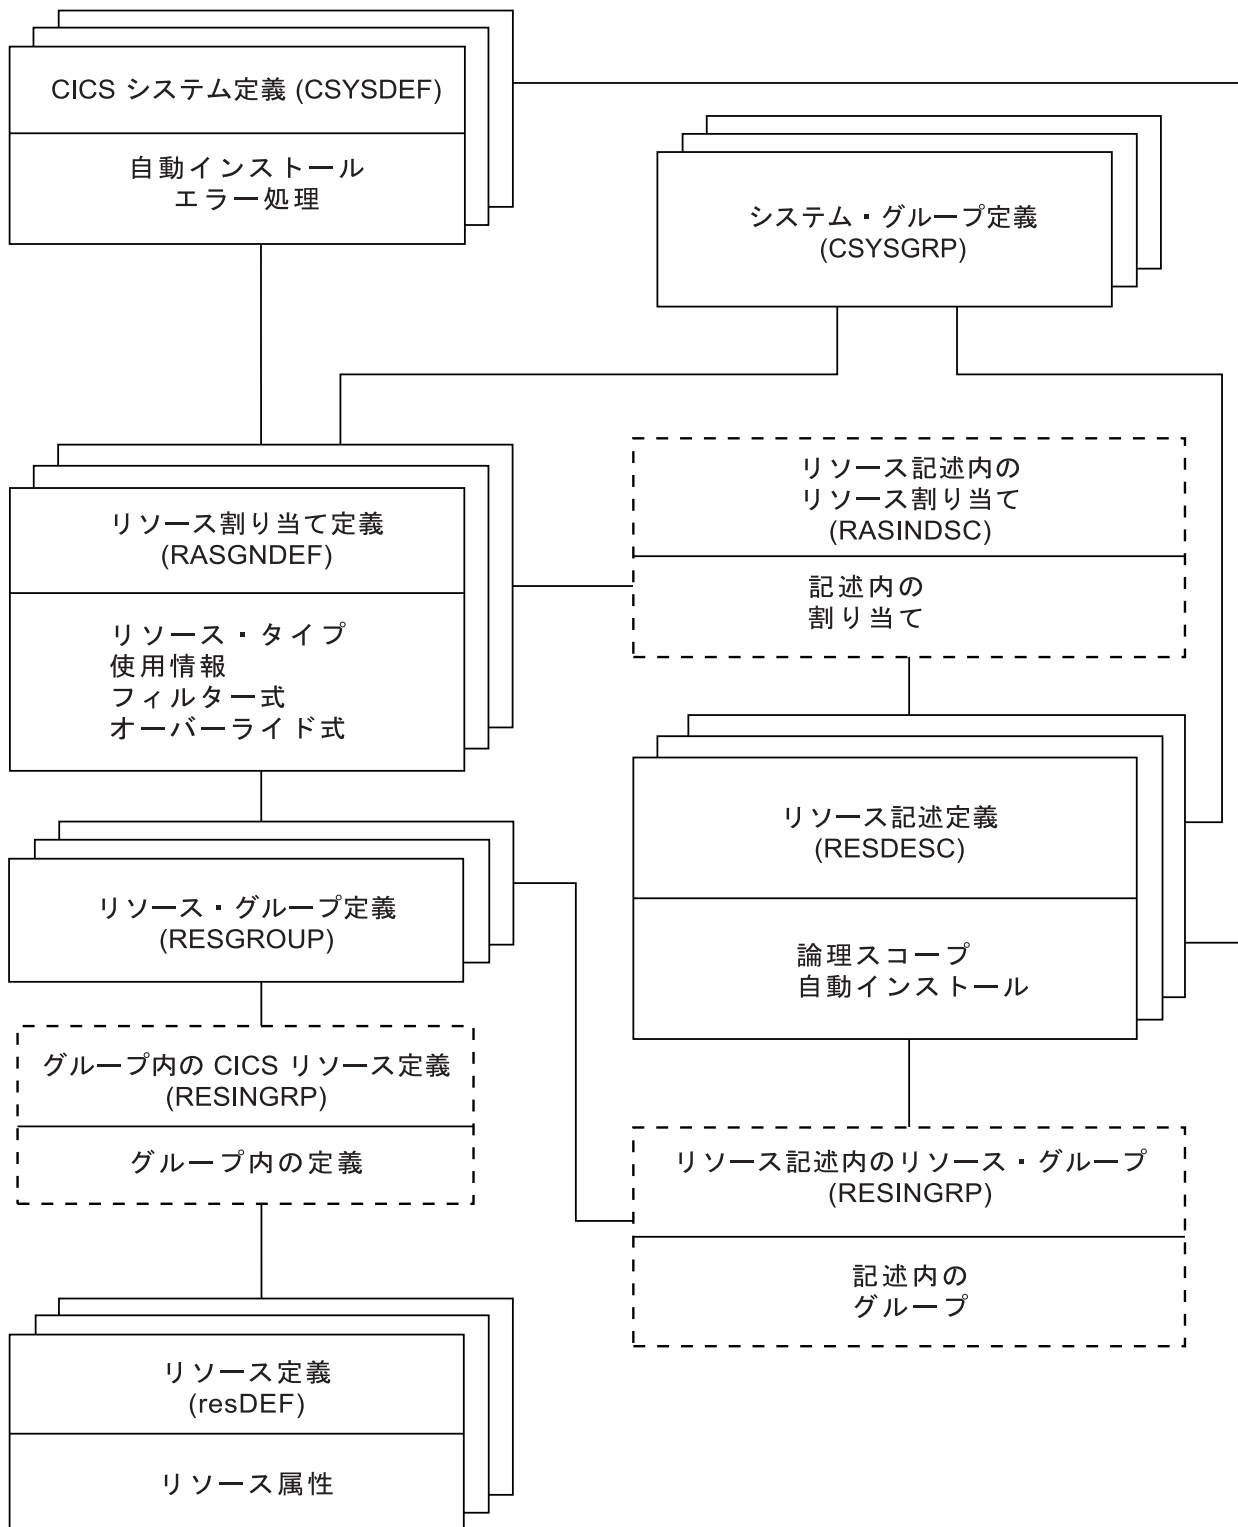 CICS システム定義 (CSYSDEF)
自動インストール
エラー処理
システム・グループ定義
(CSYSGRP)
リソース割り当て定義
(RASGNDEF)
リソース・タイプ
使用情報
フィルター式
オーバーライド式
リソース記述内の
リソース割り当て
(RASINDSC)
記述内の
割り当て
リソース記述定義
(RESDESC)
論理スコープ
自動インストール
リソース・グループ定義
(RESGROUP)
グループ内の CICS リソース定義
(RESINGRP)
グループ内の定義
リソース記述内のリソース・グループ
(RESINGRP)
記述内の
グループ
リソース定義
(resDEF)
リソース属性